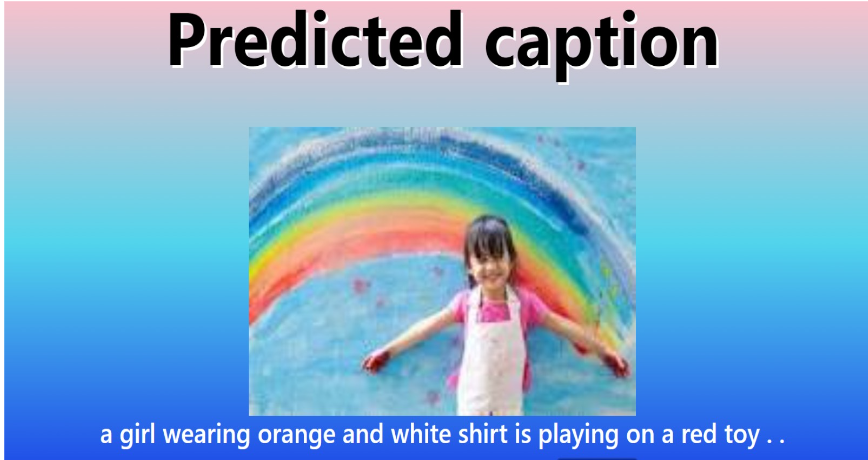 Predicted caption
a girl wearing orange and white shirt is playing on a red toy . .